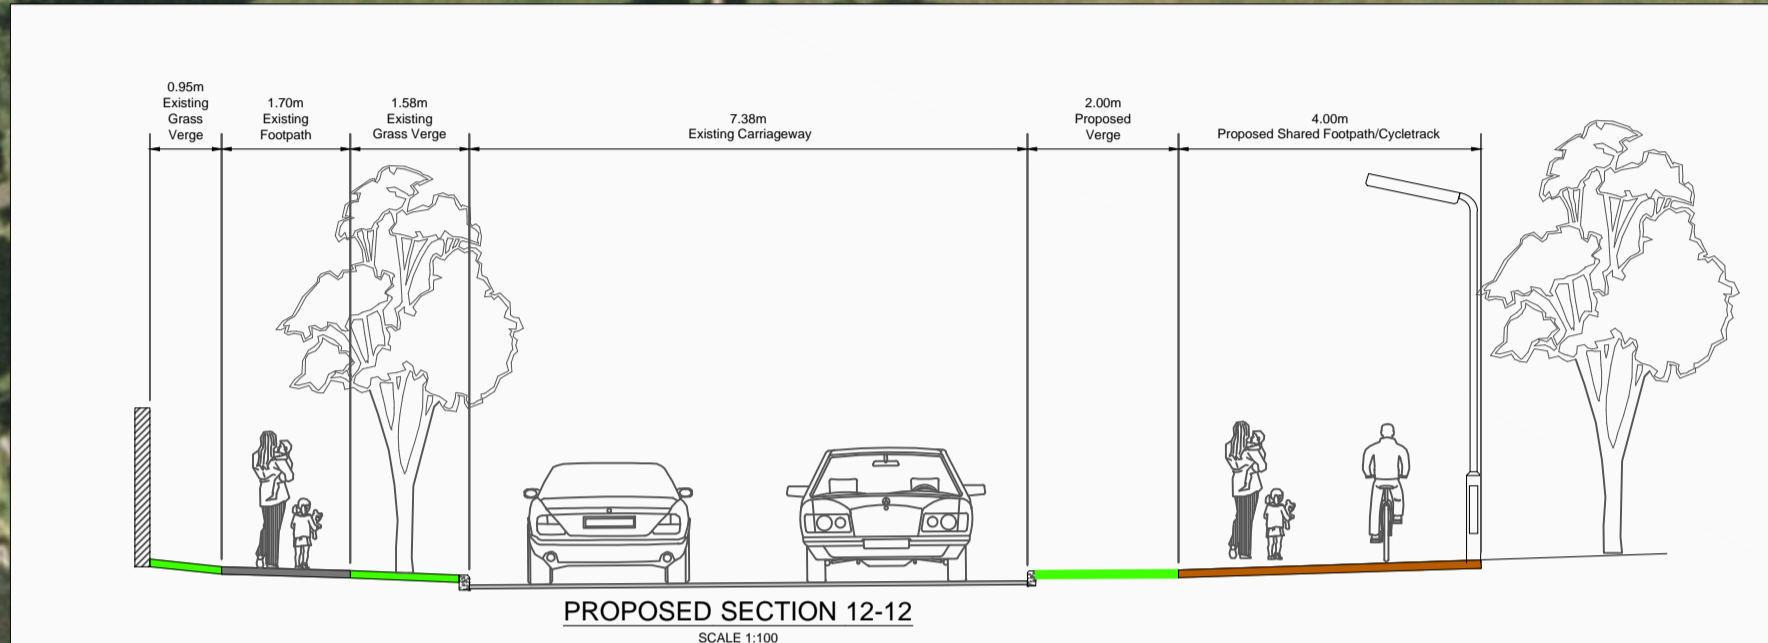 0.95m
Existing
Grass
Verge
1.70m
Existing
Footpath
1.58m
Existing
Grass Verge
7.38m
Existing Carriageway
2.00m
Proposed
Verge
4.00m
Proposed Shared Footpath/Cycletrack
PROPOSED SECTION 12-12
SCALE 1:100